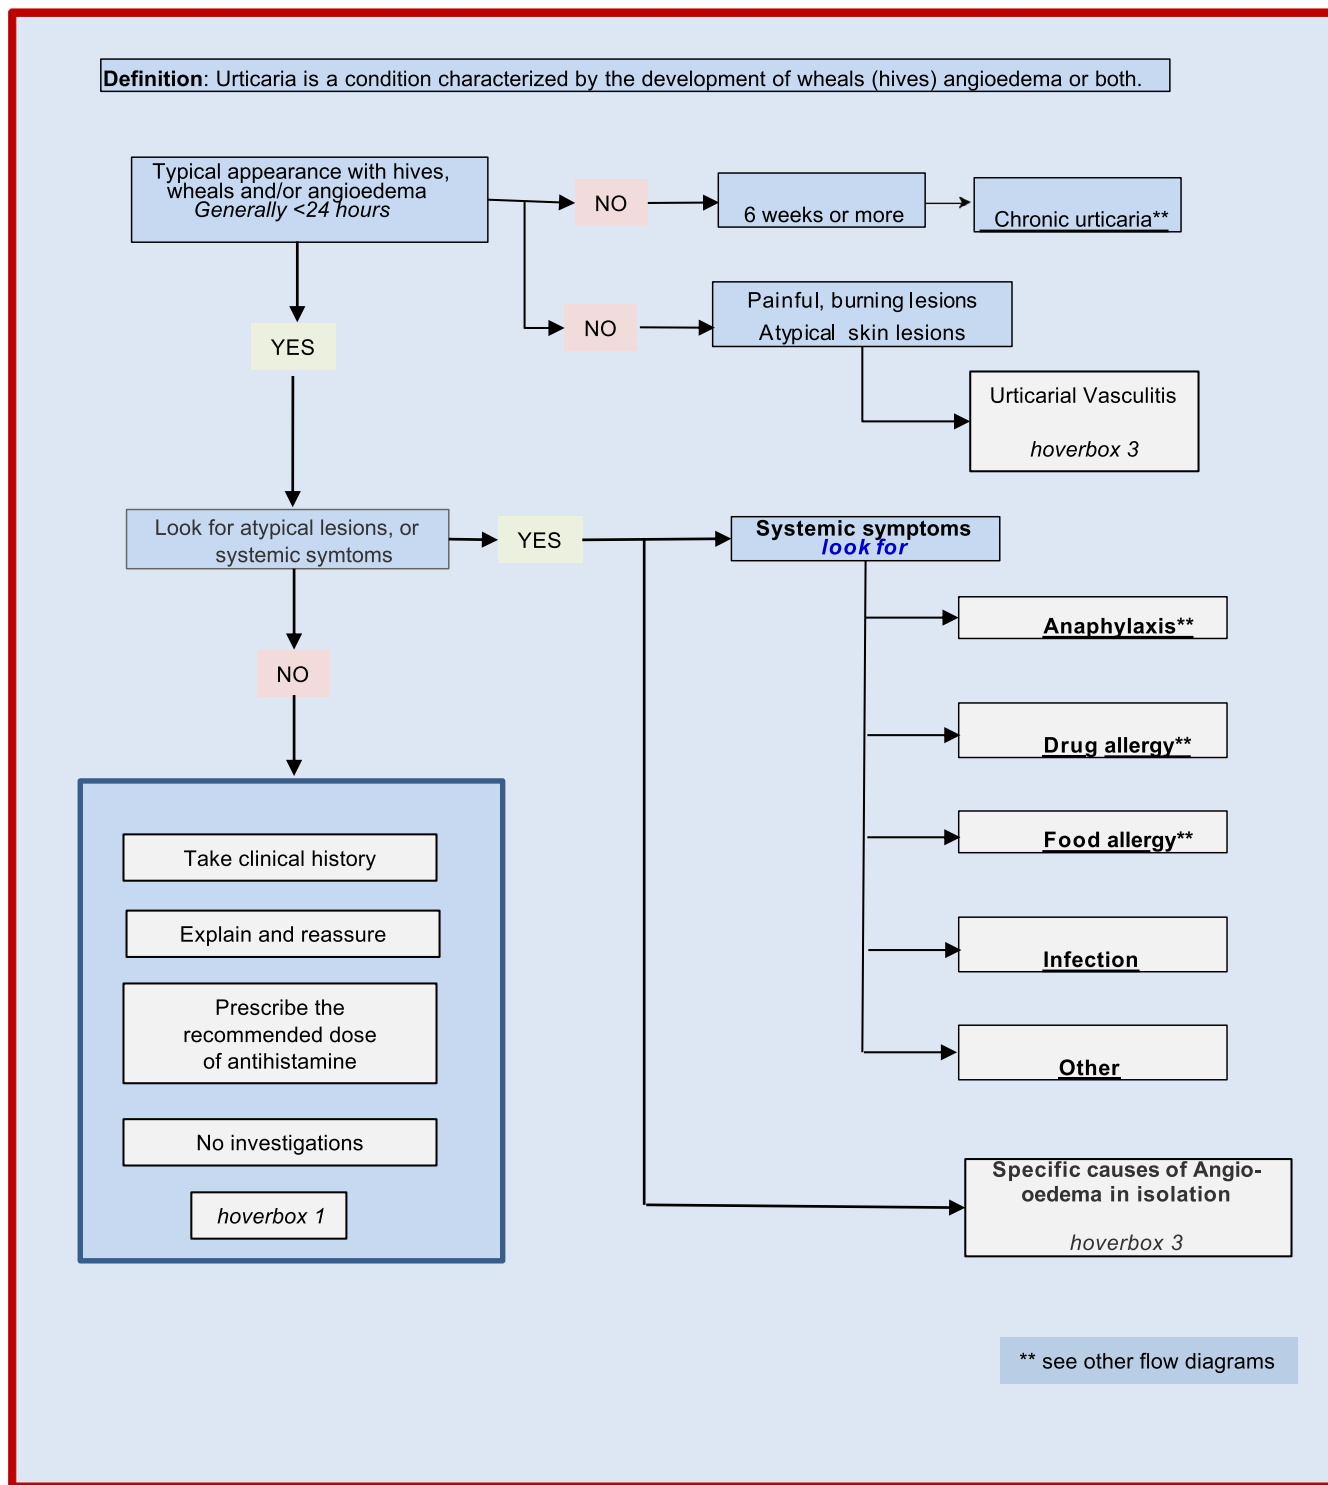 Definition: Urticaria is a condition characterized by the development of wheals (hives) angioedema or both.
Typical appearance with hives,
wheals and/or angioedema
Generally <24 hours
NO
6 weeks or more
Chronic urticaria**
NO
Painful, burning lesions
Atypical skin lesions
YES
Urticarial Vasculitis
hoverbox 3
Look for atypical lesions, or
systemic symtoms
YES
Systemic symptoms
look for
Anaphylaxis**
NO
Drug allergy**
Food allergy**
Infection
Other
Take clinical history
Explain and reassure
Prescribe the
recommended dose
of antihistamine
No investigations
hoverbox 1
Specific causes of Angio-
oedema in isolation
hoverbox 3
** see other flow diagrams